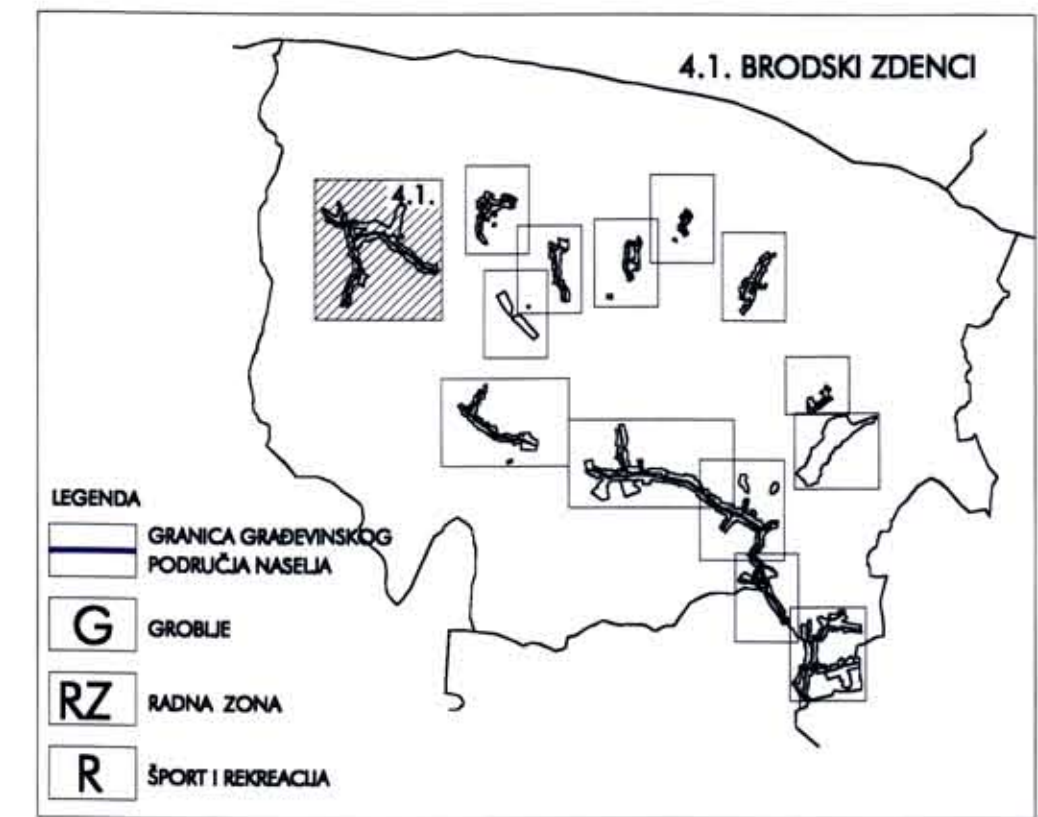 4.1. BRODSKI ZDENCI
4.1.
LEGENDA
GRANICA GRAĐEVINSKOG
PODRUČJA NASELJA
G GROBLJE
RZ RADNA ZONA
R ŠPORT I REKREACIJA